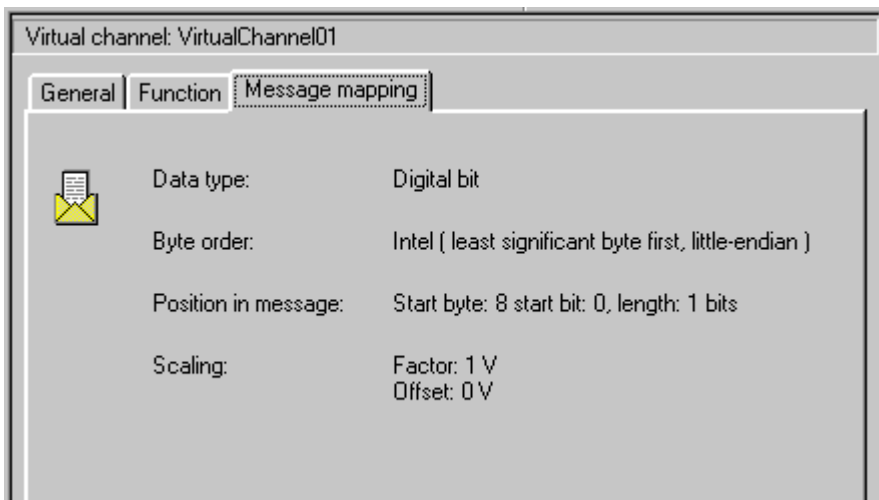 Virtual channel: VirtualChannel01
General Function Message mapping
Data type: Digital bit
Byte order: Intel ( least significant byte first, little-endian )
Position in message: Start byte: 8 start bit: 0, length: 1 bits
Scaling: Factor: 1 V
Offset: 0 V